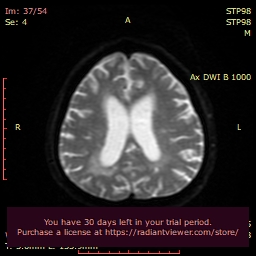 Im: 37/54
Se: 4
A
STP98
STP98
M
Ax DWI B 1000
R
L
You have 30 days left in your trial period.
Purchase a license at https://radiantviewer.com/store/